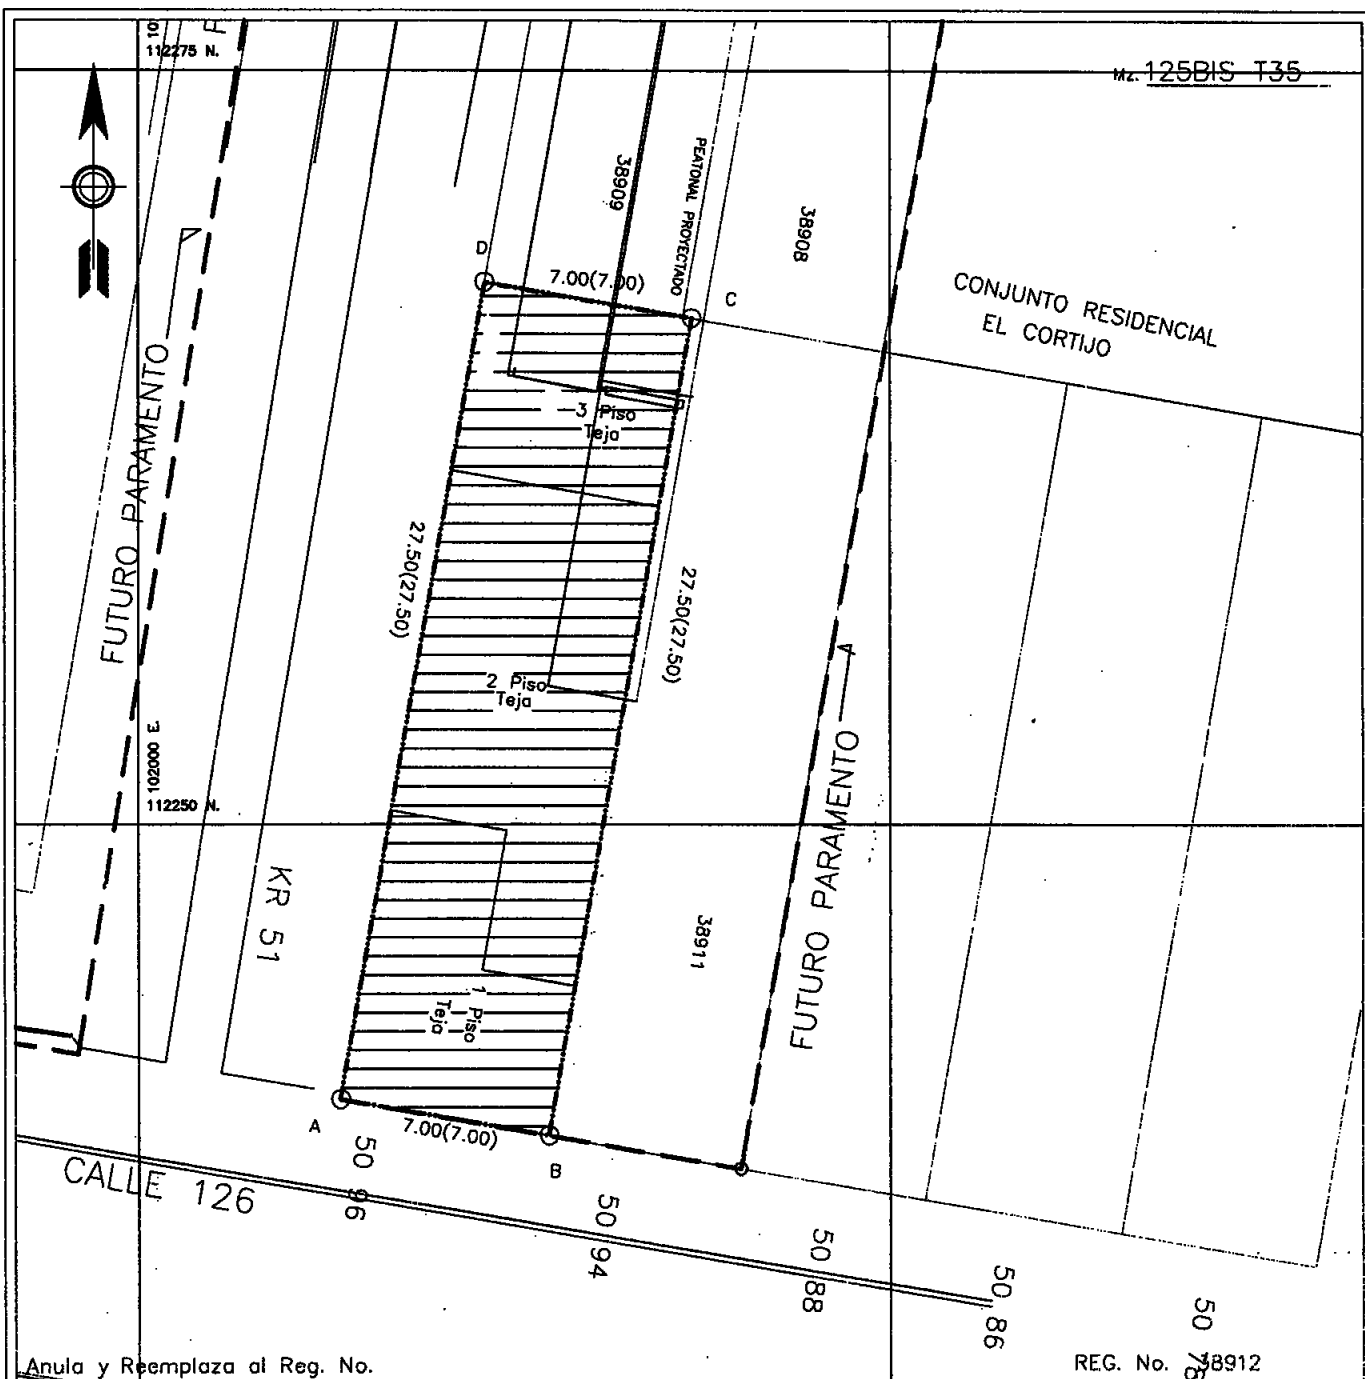 10
F
112275 N.
Mz. 125BIS T35
38909
PEATONAL PROYECTADO
38908
D
7.00(7.00)
C
CONJUNTO RESIDENCIAL
EL CORTIJO
FUTURO PARAMENTO
3 Piso
Teja
27.50(27.50)
27.50(27.50)
2 Piso
Teja
102000 E
112250 N.
FUTURO PARAMENTO
KR 51
38911
1 Piso
Teja
A
7.00(7.00)
B
CALLE 126
50 96
50 94
50 88
50 86
50 76
Anula y Reemplaza al Reg. No.
REG. No. 38912